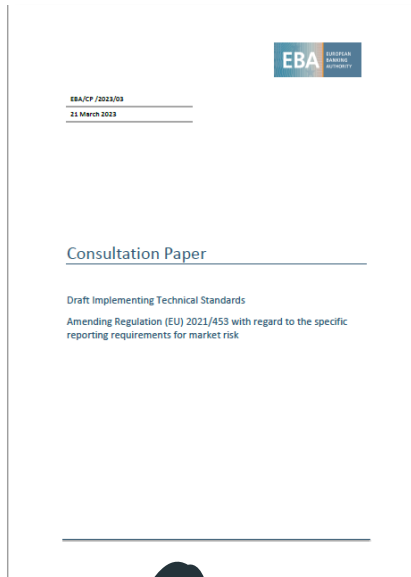 EBA EUROPEAN
BANKING
AUTHORITY
EBA/CP /2023/03
21 March 2023
Consultation Paper
Draft Implementing Technical Standards
Amending Regulation (EU) 2021/453 with regard to the specific
reporting requirements for market risk